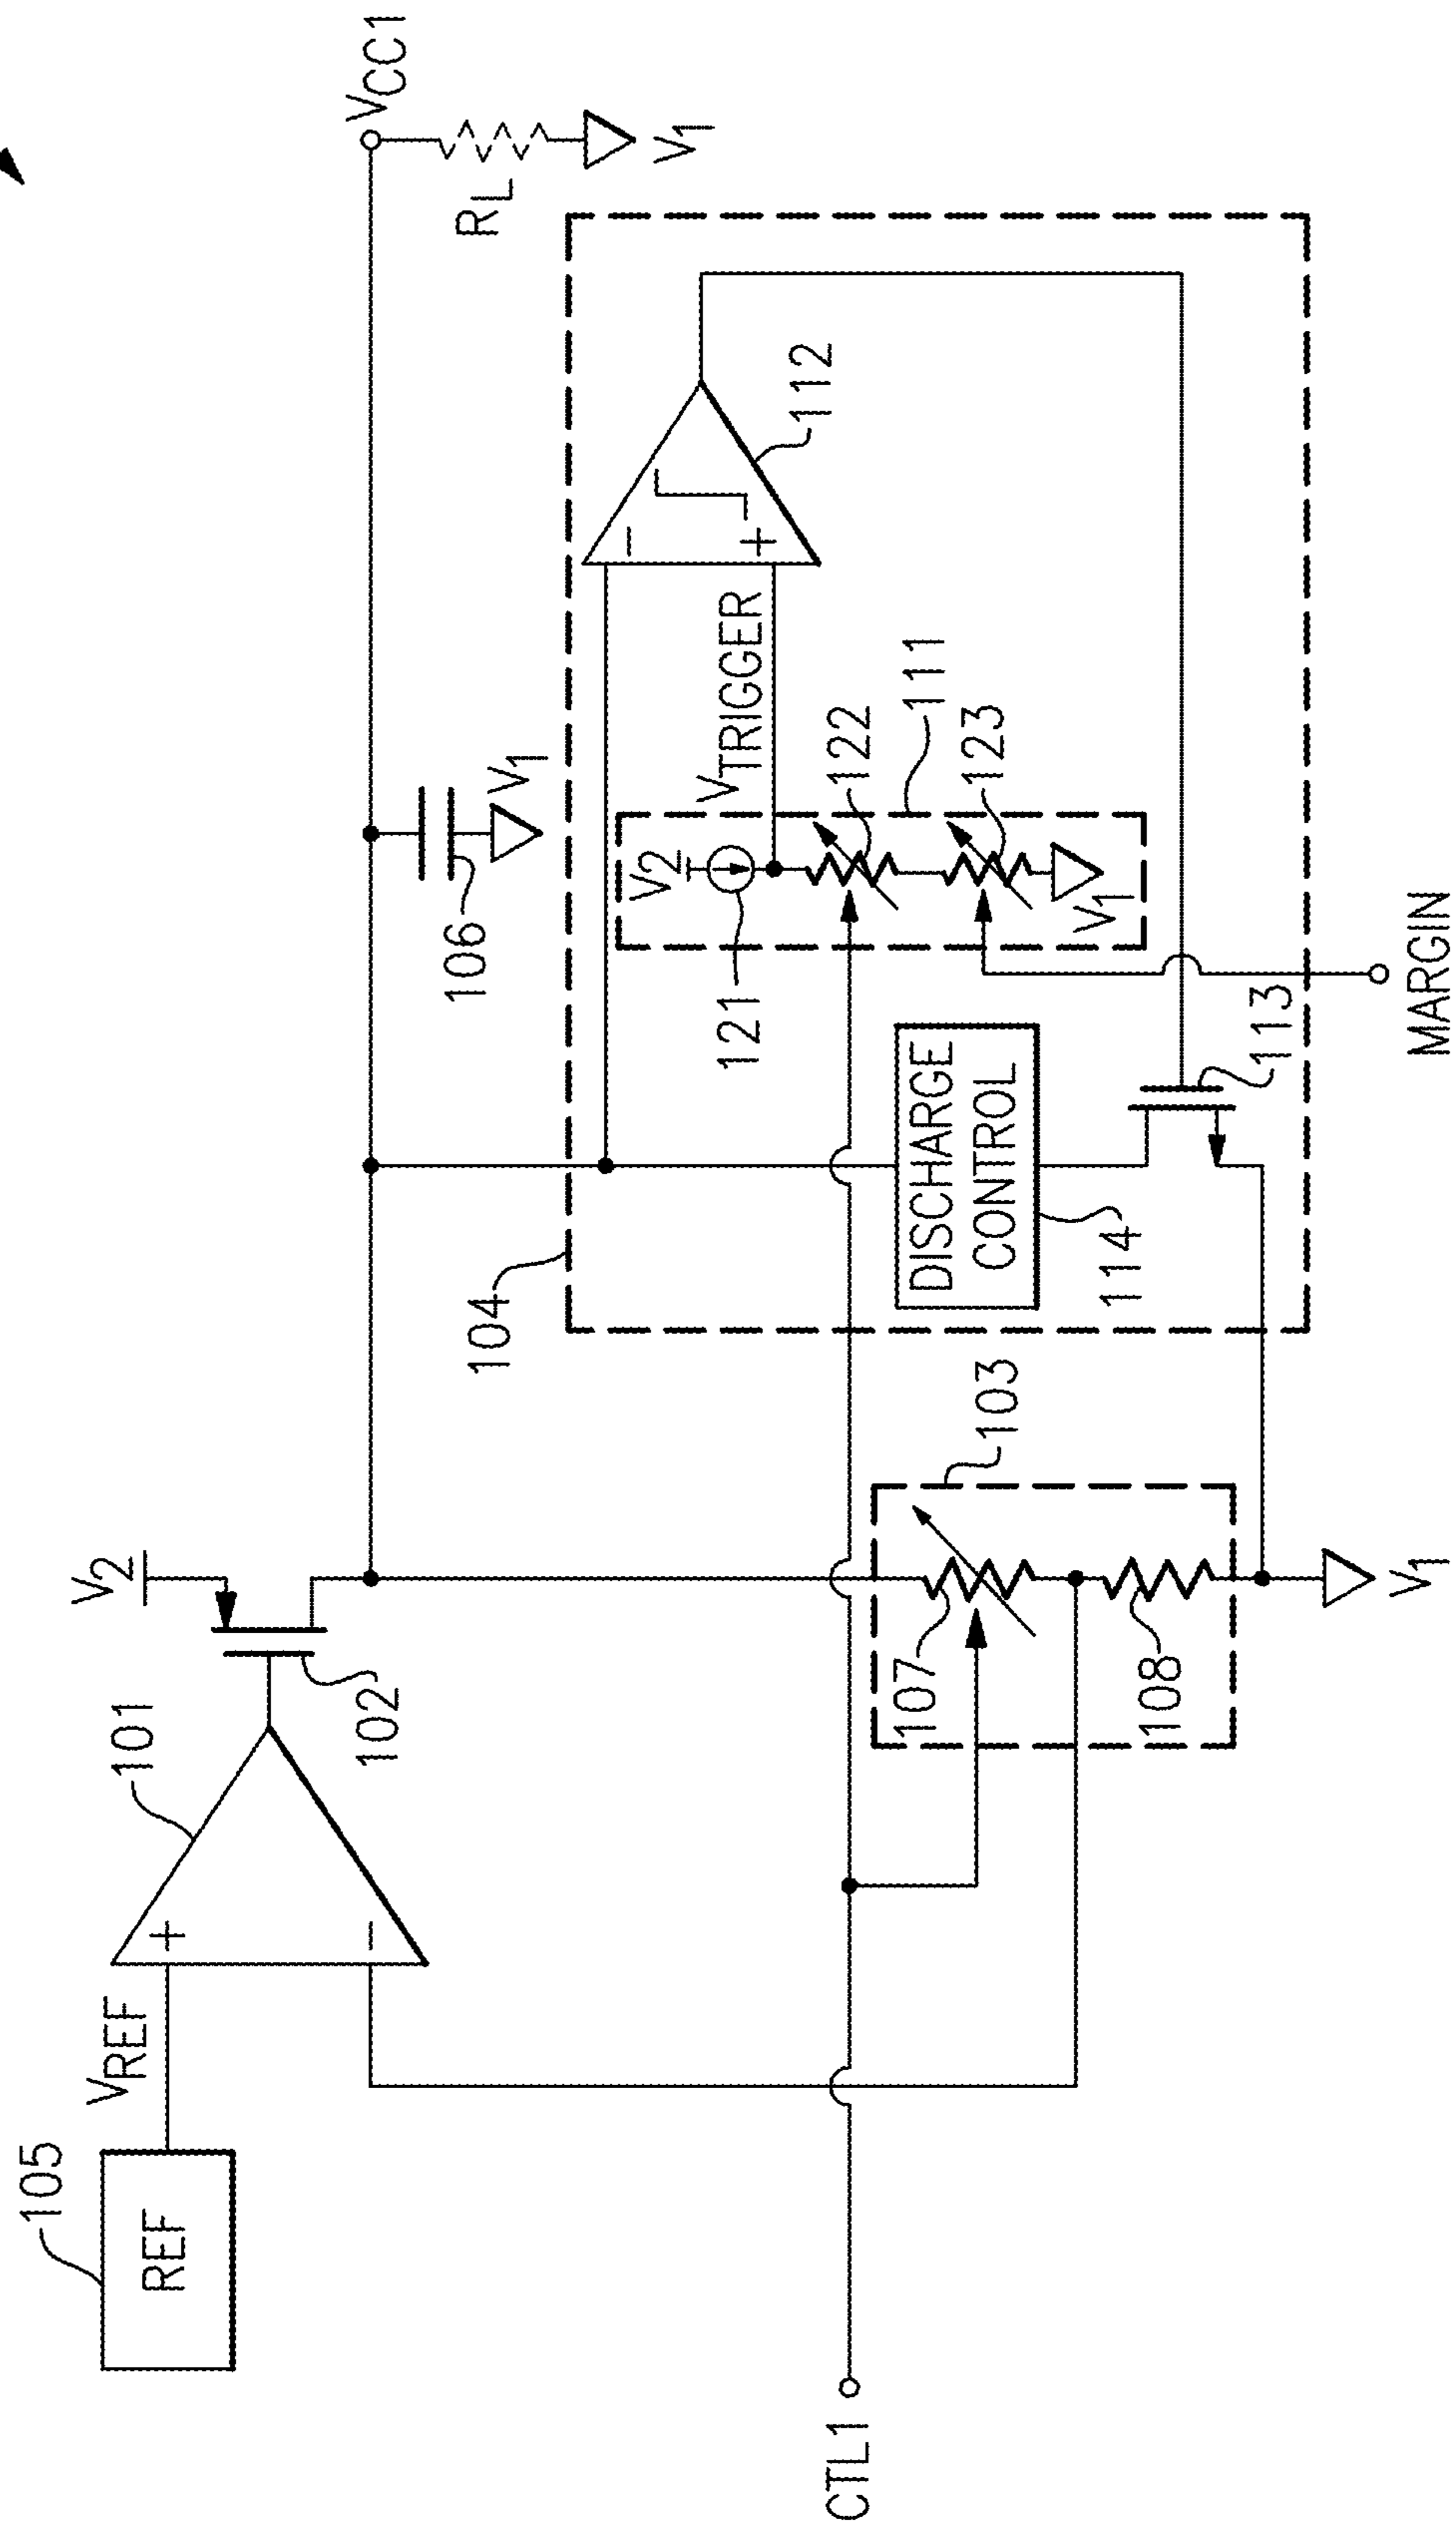 105
REF
VREF
101
V2
102
VCC1
RL
V1
106
V1
104
112
VTRIGGER
V2
121
122
123
111
V1
DISCHARGE
CONTROL
114
113
MARGIN
103
107
108
V1
CTL1
+
−
−
+